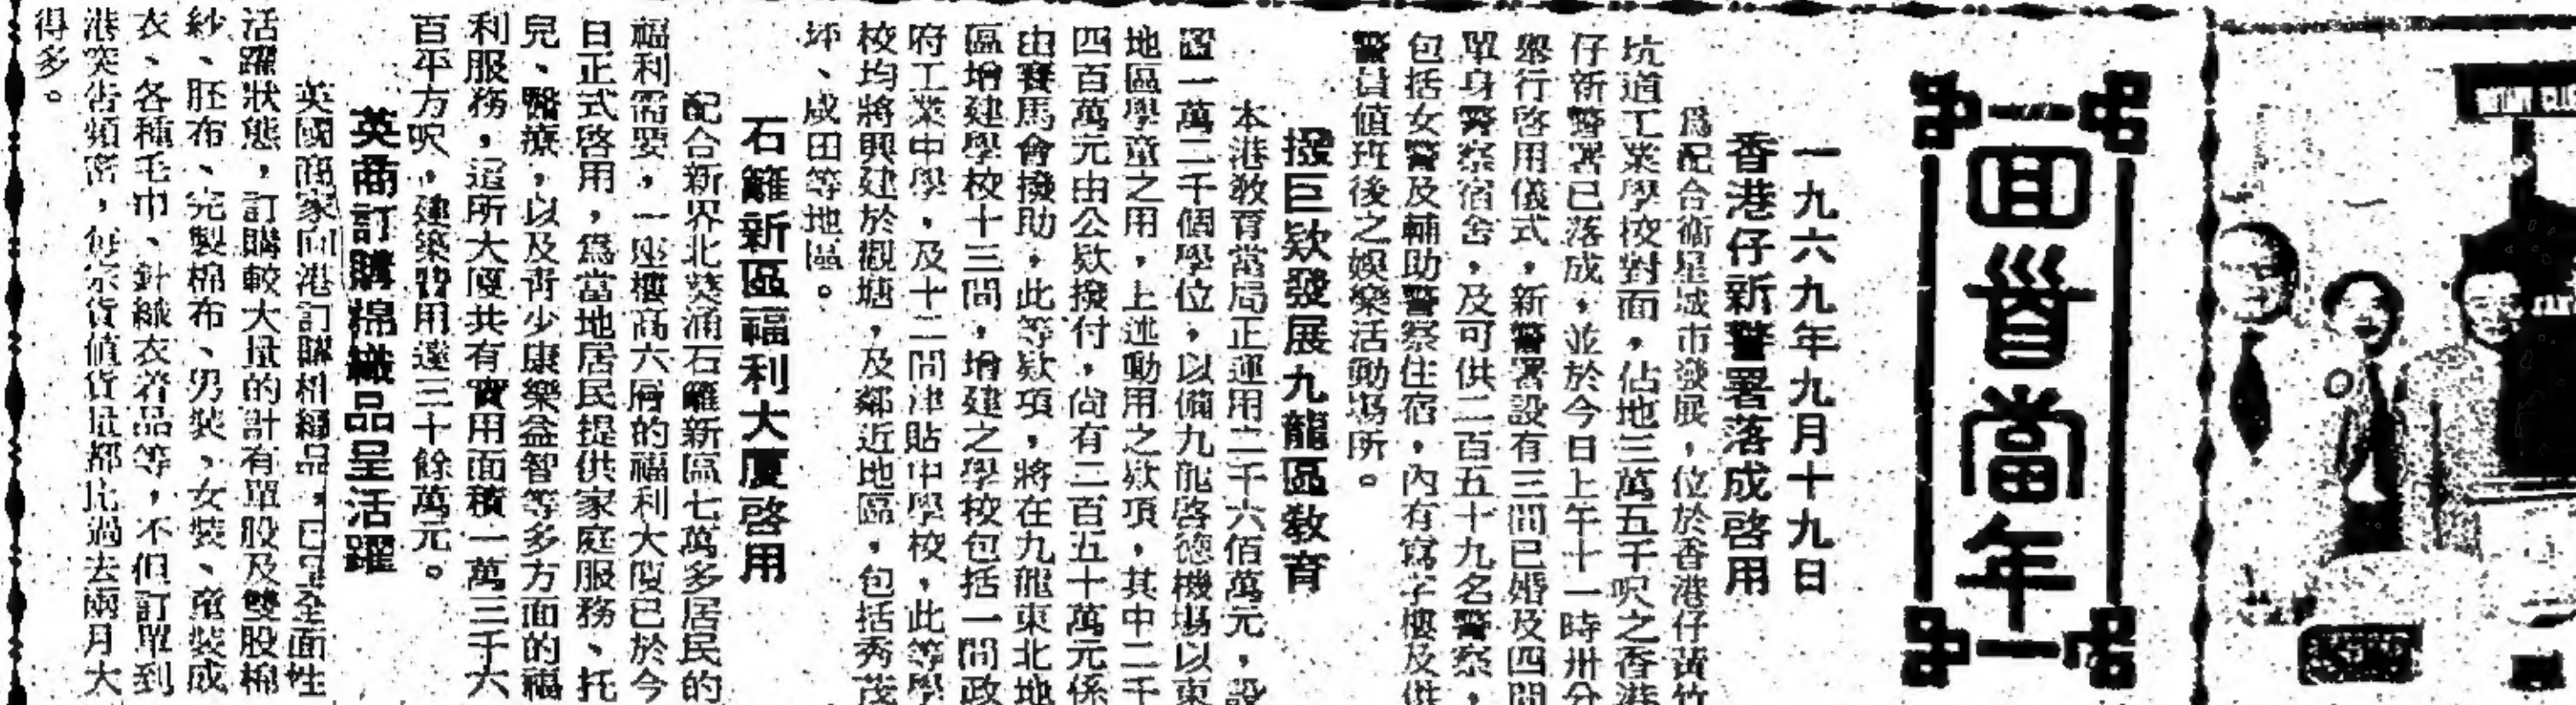 回首當年
一九六九年九月十九日
香港仔新警署落成啓用
爲配合衞星城市發展，位於香港仔黃竹
坑道工業學校對面，佔地三萬五千呎之香港
仔新警署已落成，並於今日上午十一時卅分
舉行啓用儀式，新警署設有三間已婚及四間
單身警察宿舍，及可供二百五十九名警察，
包括女警及輔助警察住宿，內有寫字樓及供
警員值班後之娛樂活動場所。
撥巨欵發展九龍區敎育
本港敎育當局正運用二千六佰萬元，設
置一萬二千個學位，以備九龍啓德機場以東
地區學童之用，上述動用之欵項，其中二千
四百萬元由公欵撥付，尙有二百五十萬元係
由賽馬會撥助，此等欵項，將在九龍東北地
區增建學校十三間，增建之學校包括一間政
府工業中學，及十二間津貼中學校，此等學
校均將興建於觀塘，及鄰近地區，包括秀茂
坪、咸田等地區。
石籬新區福利大廈啓用
配合新界北葵涌石籬新區七萬多居民的
福利需要，一座樓高六層的福利大廈已於今
日正式啓用，爲當地居民提供家庭服務、托
兒、醫療，以及靑少康樂益智等多方面的福
利服務，這所大廈共有實用面積一萬三千六
百平方呎，建築費用達三十餘萬元。
英商訂購棉織品呈活躍
英國商家向港訂購棉織品，已呈全面性
活躍狀態，訂購較大量的計有單股及雙股棉
紗、胚布、完製棉布、男裝、女裝、童裝成
衣、各種毛巾、針織衣着品等，不但訂單到
港突告頻密，每宗貨值貨量都比過去兩月大
得多。
ROTARY CLUB